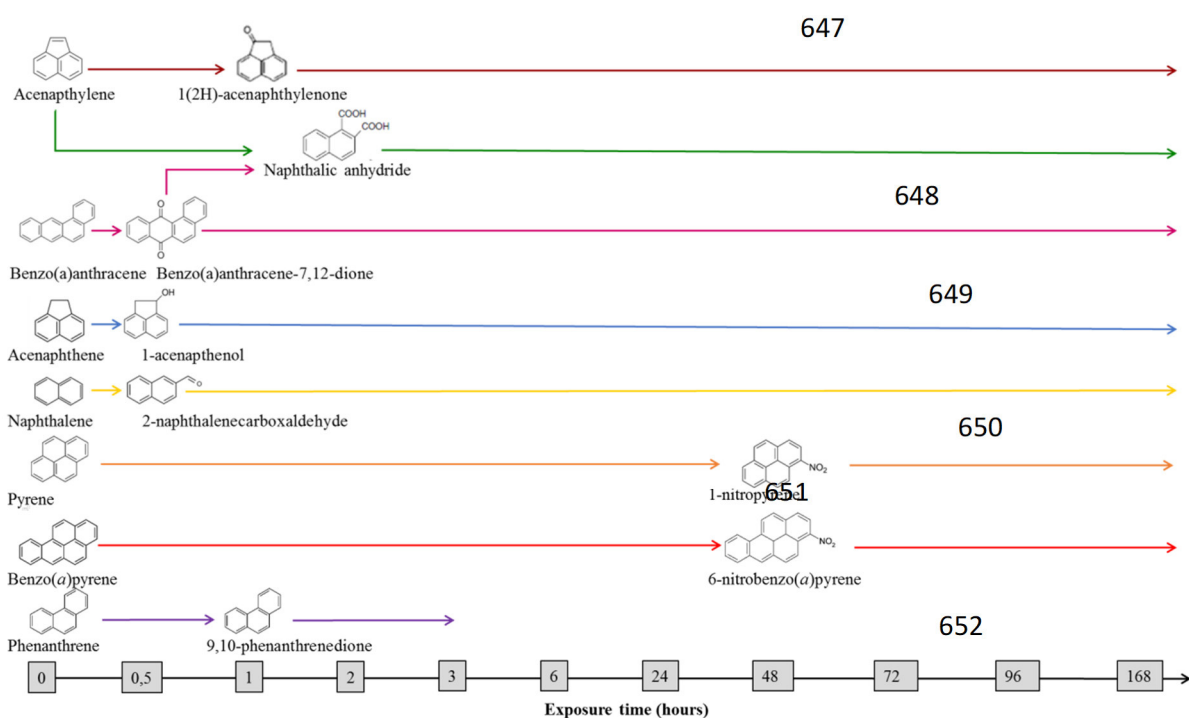 647
O
Acenapthylene
1(2H)-acenaphthylenone
COOH
COOH
Naphthalic anhydride
648
O
O
Benzo(a)anthracene
Benzo(a)anthracene-7,12-dione
649
OH
Acenaphthene
1-acenapthenol
O
Naphthalene
2-naphthalenecarboxaldehyde
650
NO2
Pyrene
1-nitropyrene
651
NO2
Benzo(a)pyrene
6-nitrobenzo(a)pyrene
652
Phenanthrene
9,10-phenanthrenedione
0 0,5 1 2 3 6 24 48 72 96 168
Exposure time (hours)